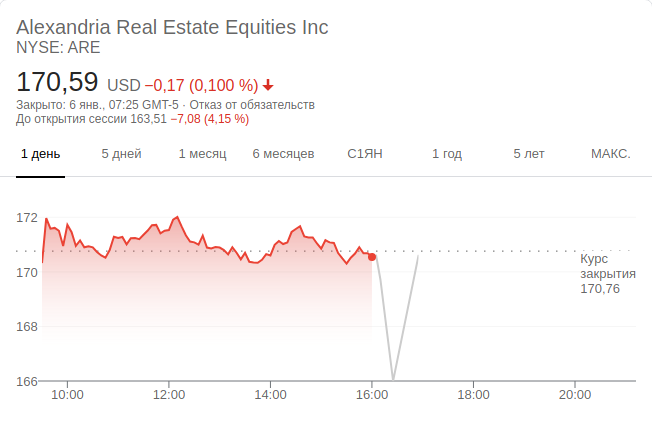 Alexandria Real Estate Equities Inc
NYSE: ARE
170,59 USD −0,17 (0,100 %)
Закрыто: 6 янв., 07:25 GMT-5 · Отказ от обязательств
До открытия сессии 163,51 −7,08 (4,15 %)
1 день 5 дней 1 месяц 6 месяцев С1ЯН 1 год 5 лет МАКС.
172
170
168
166
Курс
закрытия
170,76
10:00 12:00 14:00 16:00 18:00 20:00